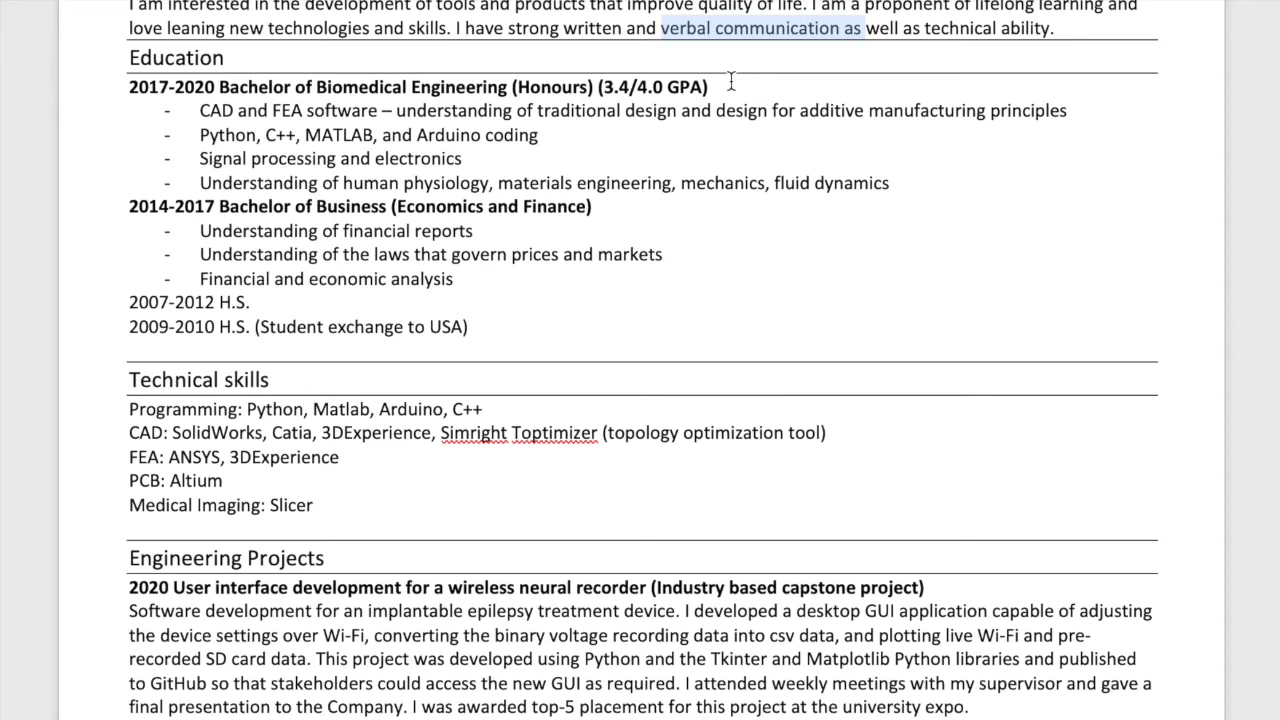 I am interested in the development of tools and products that improve quality of life. I am a proponent of lifelong learning and
love leaning new technologies and skills. I have strong written and verbal communication as well as technical ability.
Education
2017-2020 Bachelor of Biomedical Engineering (Honours) (3.4/4.0 GPA)
- CAD and FEA software – understanding of traditional design and design for additive manufacturing principles
- Python, C++, MATLAB, and Arduino coding
- Signal processing and electronics
- Understanding of human physiology, materials engineering, mechanics, fluid dynamics
2014-2017 Bachelor of Business (Economics and Finance)
- Understanding of financial reports
- Understanding of the laws that govern prices and markets
- Financial and economic analysis
2007-2012 H.S.
2009-2010 H.S. (Student exchange to USA)
Technical skills
Programming: Python, Matlab, Arduino, C++
CAD: SolidWorks, Catia, 3DExperience, Simright Toptimizer (topology optimization tool)
FEA: ANSYS, 3DExperience
PCB: Altium
Medical Imaging: Slicer
Engineering Projects
2020 User interface development for a wireless neural recorder (Industry based capstone project)
Software development for an implantable epilepsy treatment device. I developed a desktop GUI application capable of adjusting
the device settings over Wi-Fi, converting the binary voltage recording data into csv data, and plotting live Wi-Fi and pre-
recorded SD card data. This project was developed using Python and the Tkinter and Matplotlib Python libraries and published
to GitHub so that stakeholders could access the new GUI as required. I attended weekly meetings with my supervisor and gave a
final presentation to the Company. I was awarded top-5 placement for this project at the university expo.